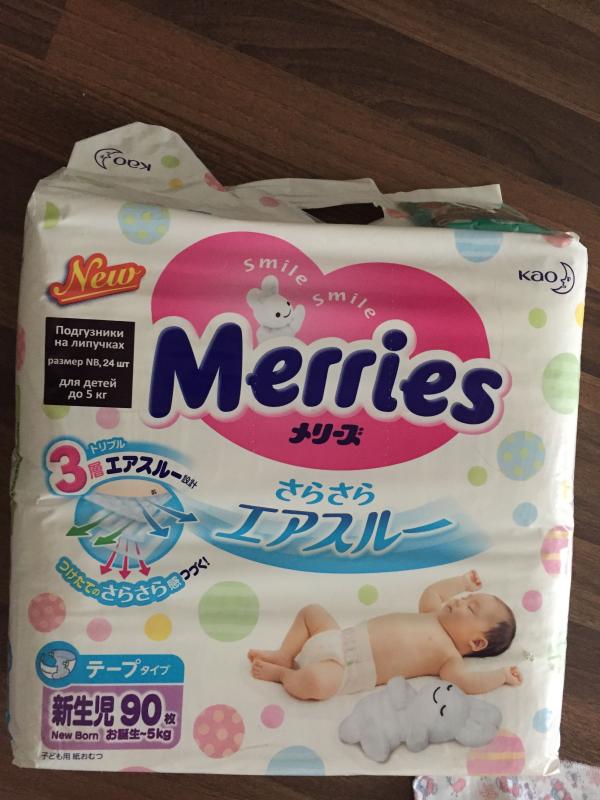 KAO
KAO
smile smile
New
Merries
メリーズ
Подгузники
на липучках
размер NB, 24 шт
для детей
до 5 кг
トリプル
3層エアスルー設計
つけたての さらさら感 つづく!
さらさら
エアスルー
テープタイプ
新生児 90枚
New Born お誕生~5kg
子ども用 紙おむつ